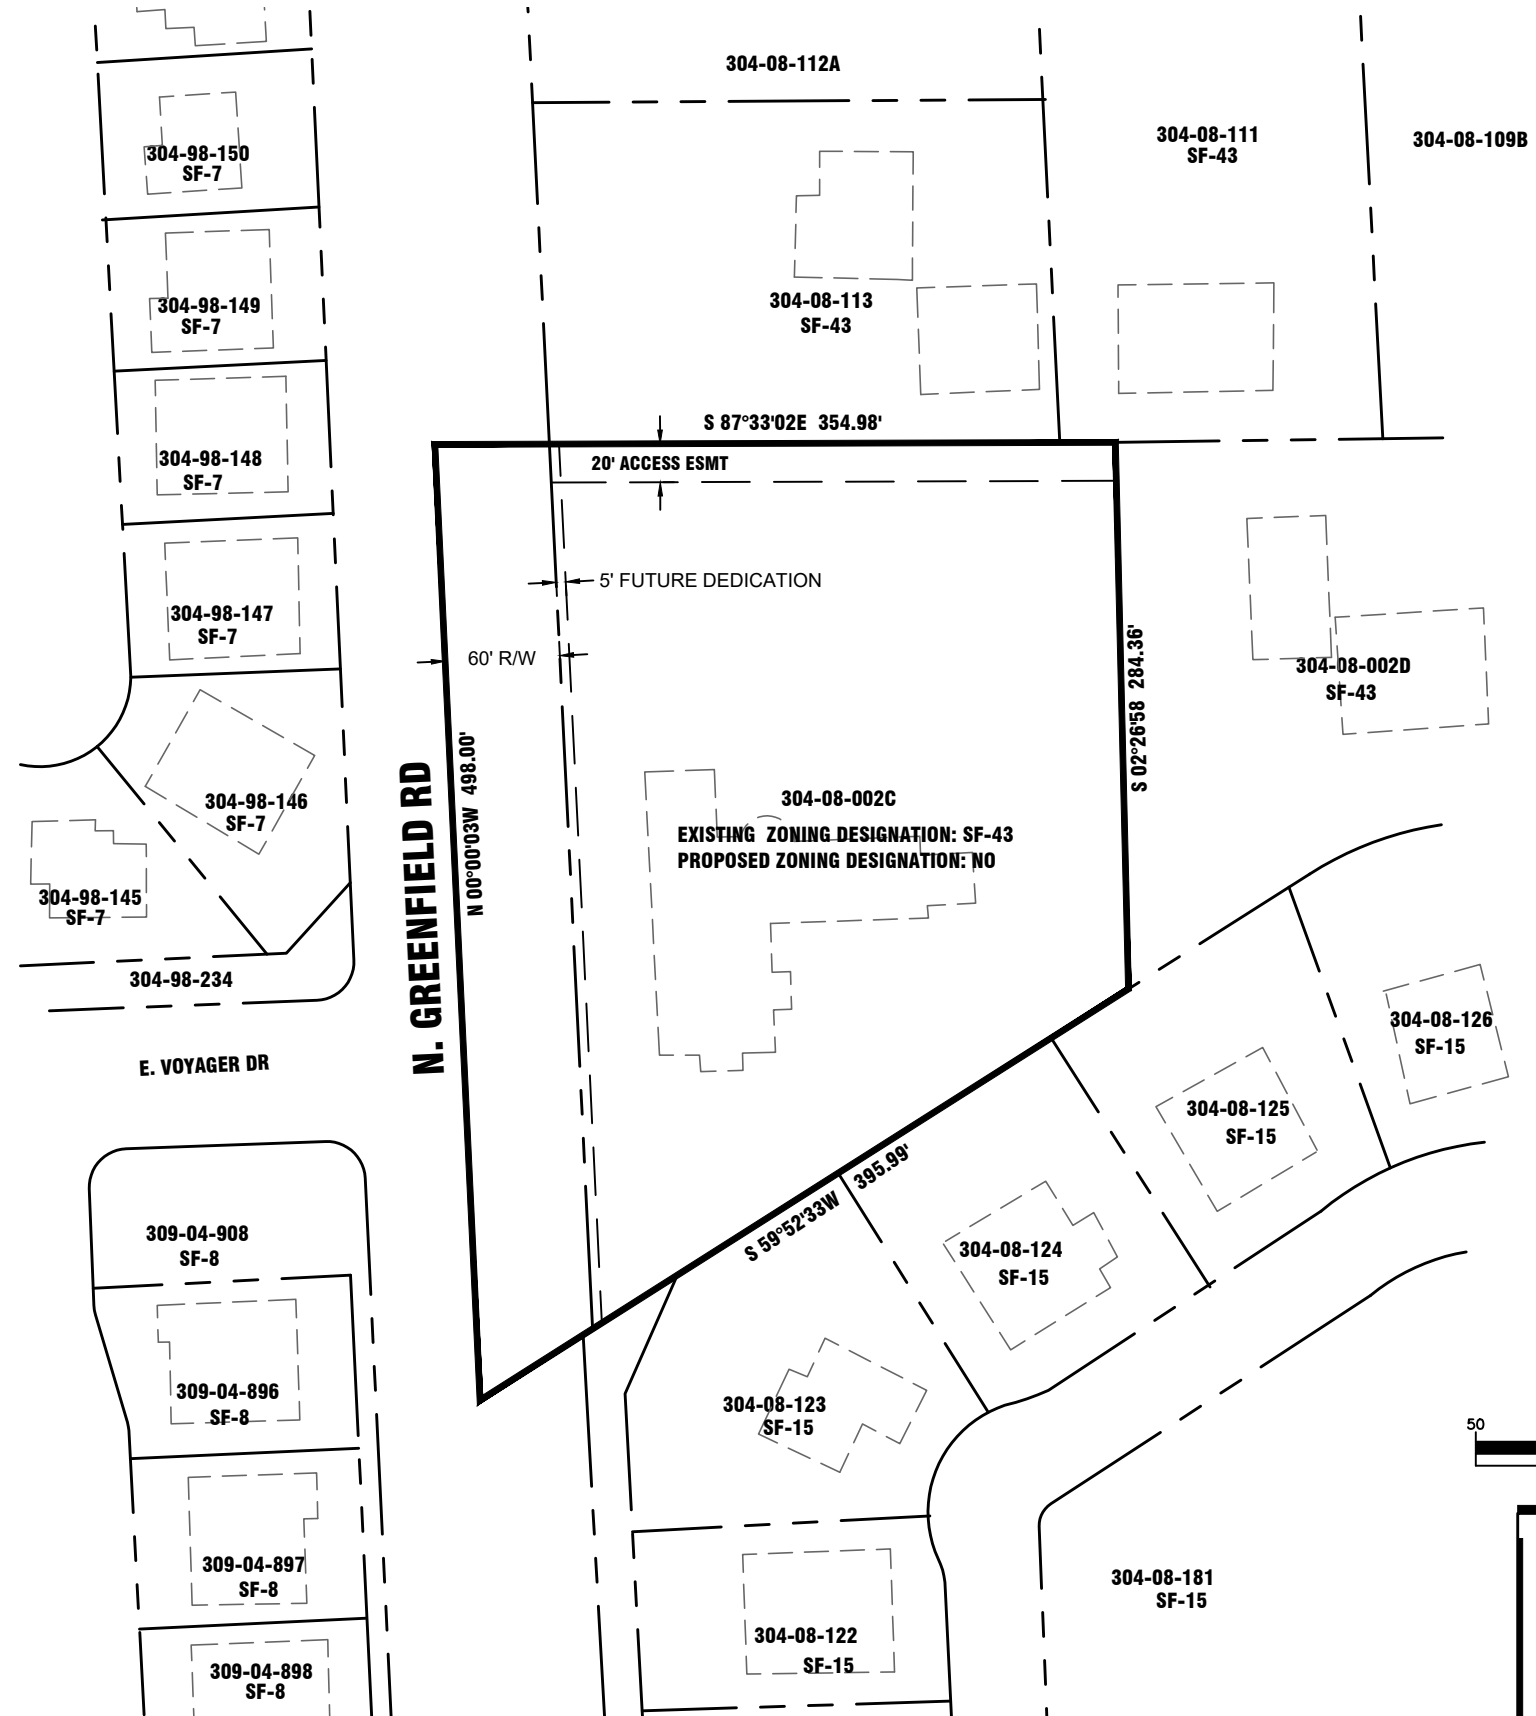 304-08-112A
304-08-111
SF-43
304-08-109B
304-98-150
SF-7
304-98-149
SF-7
304-08-113
SF-43
S 87°33'02E 354.98'
20' ACCESS ESMT
304-98-148
SF-7
5' FUTURE DEDICATION
304-98-147
SF-7
60' R/W
S 02°26'58 284.36'
304-08-002D
SF-43
N. GREENFIELD RD
N 00°00'03W 498.00'
304-98-146
SF-7
304-08-002C
EXISTING ZONING DESIGNATION: SF-43
PROPOSED ZONING DESIGNATION: NO
304-98-145
SF-7
304-98-234
304-08-126
SF-15
E. VOYAGER DR
304-08-125
SF-15
S 59°52'33W 395.99'
309-04-908
SF-8
304-08-124
SF-15
309-04-896
SF-8
304-08-123
SF-15
50
309-04-897
SF-8
304-08-181
SF-15
304-08-122
SF-15
309-04-898
SF-8